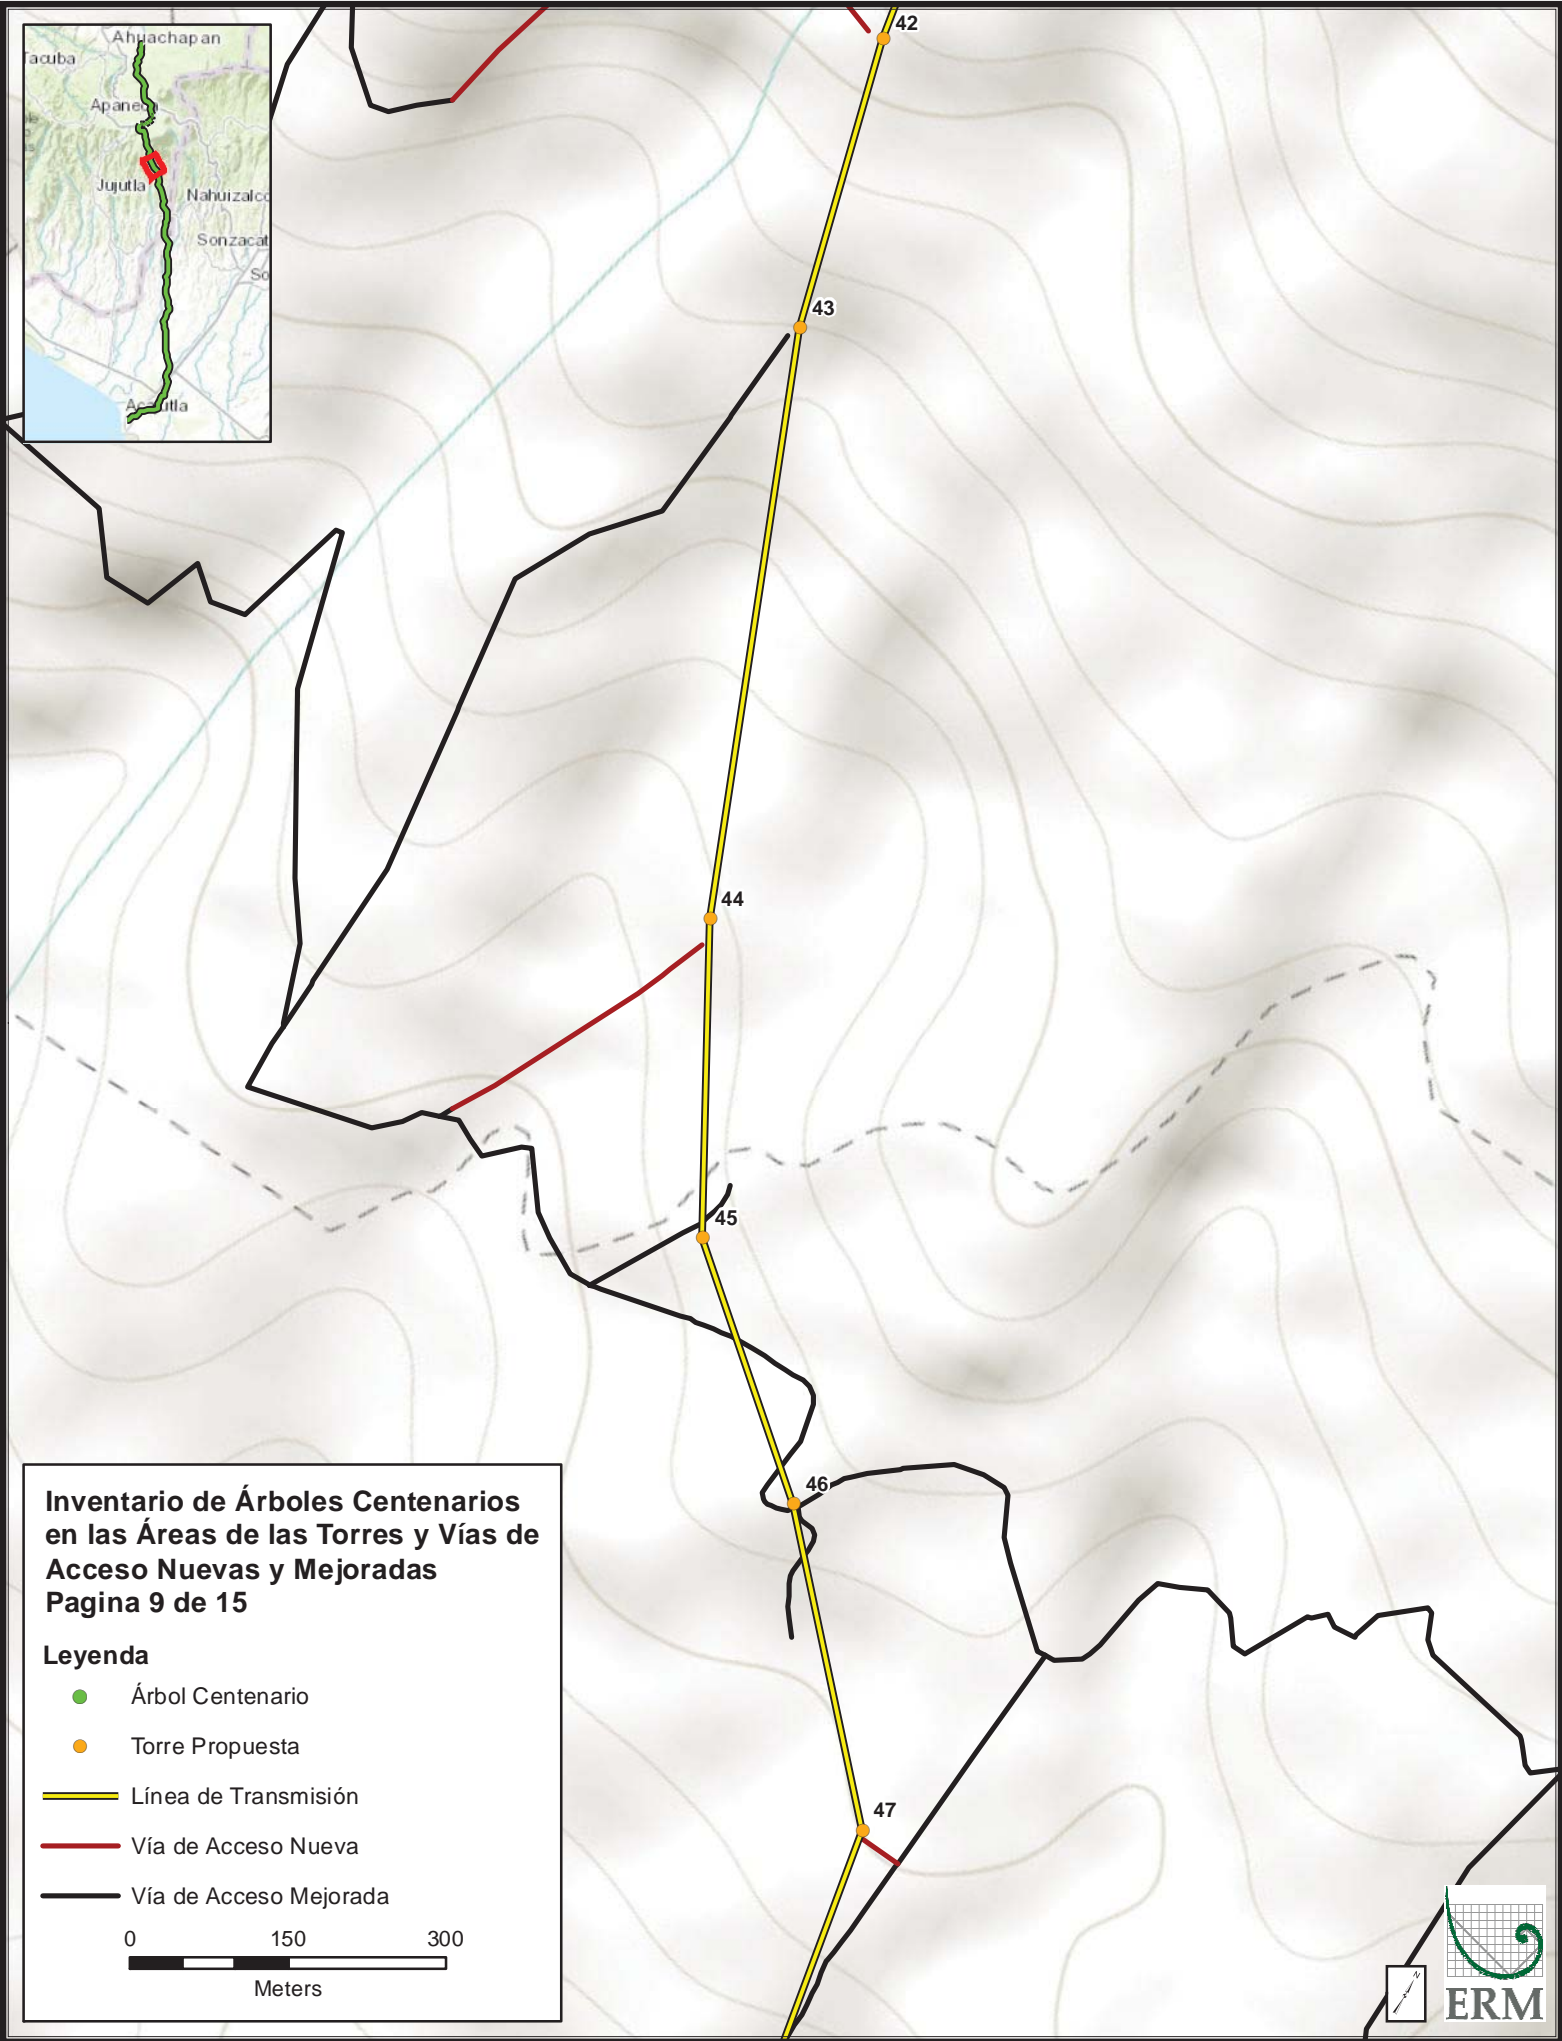 42
Ahuachapan
Tacuba
Jujutla
Nahuizalco
Sonzacat
So
43
44
45
46
47
Inventario de Árboles Centenarios
en las Áreas de las Torres y Vías de
Acceso Nuevas y Mejoradas
Pagina 9 de 15
Leyenda
Árbol Centenario
Torre Propuesta
Línea de Transmisión
Vía de Acceso Nueva
Vía de Acceso Mejorada
0 150 300
Meters
N
ERM